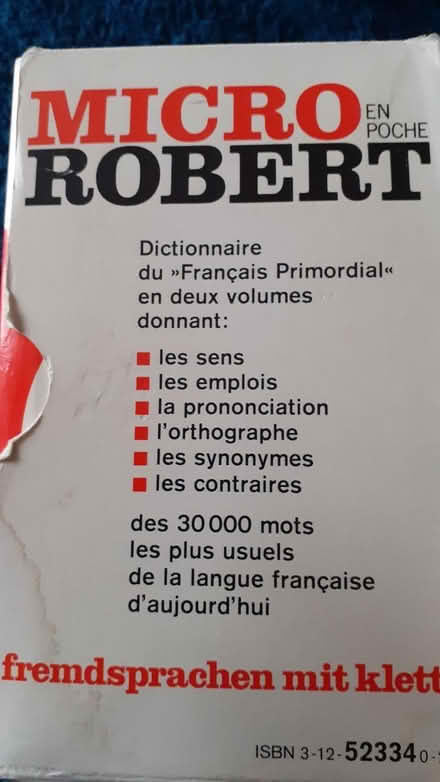 MICRO EN POCHE
ROBERT
Dictionnaire
du »Français Primordial«
en deux volumes
donnant:
les sens
les emplois
la prononciation
l'orthographe
les synonymes
les contraires
des 30 000 mots
les plus usuels
de la langue française
d'aujourd'hui
fremdsprachen mit klett
ISBN 3-12-523340-